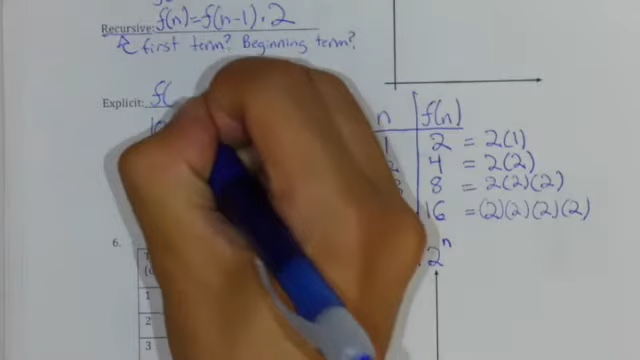 Recursive: f(n)=f(n-1)·2
first term? Beginning term?
Explicit: f(
n f(n)
1 2 = 2(1)
4 = 2(2)
8 = 2(2)(2)
16 = (2)(2)(2)(2)
2^n
6.
1
2
3